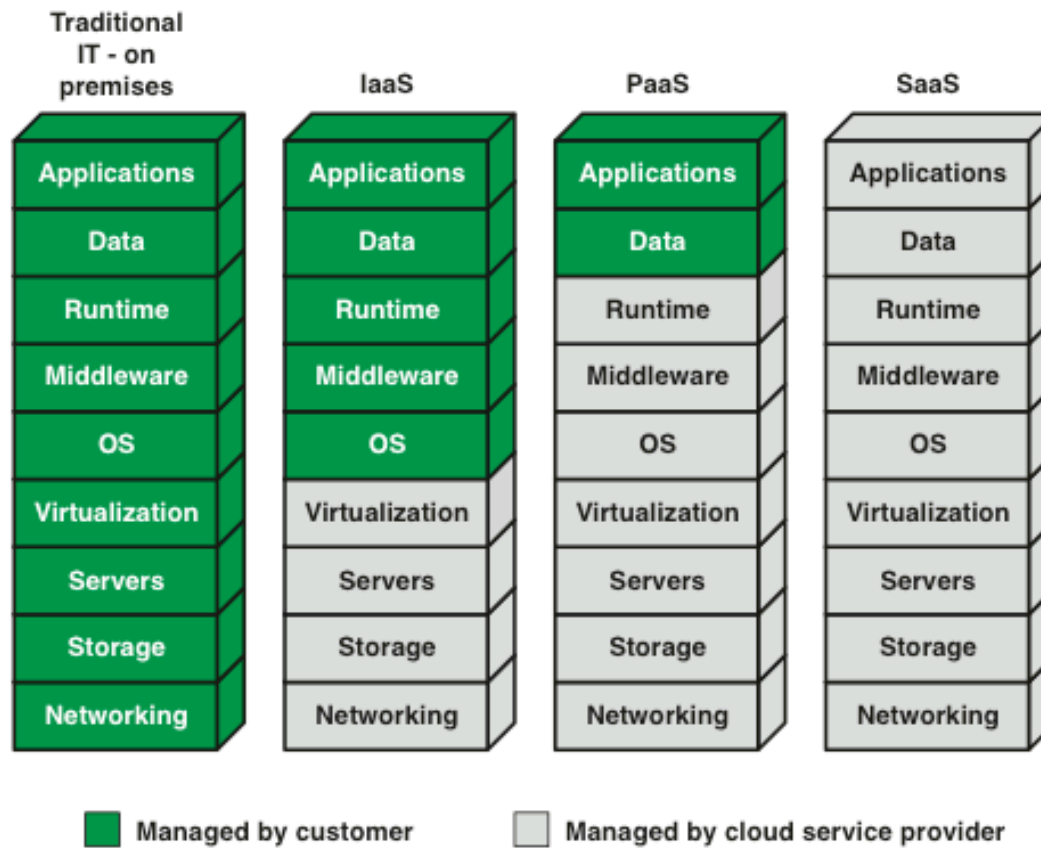 Traditional
IT - on
premises
IaaS
PaaS
SaaS
Applications
Data
Runtime
Middleware
OS
Virtualization
Servers
Storage
Networking
Applications
Data
Runtime
Middleware
OS
Virtualization
Servers
Storage
Networking
Applications
Data
Runtime
Middleware
OS
Virtualization
Servers
Storage
Networking
Applications
Data
Runtime
Middleware
OS
Virtualization
Servers
Storage
Networking
Managed by customer
Managed by cloud service provider